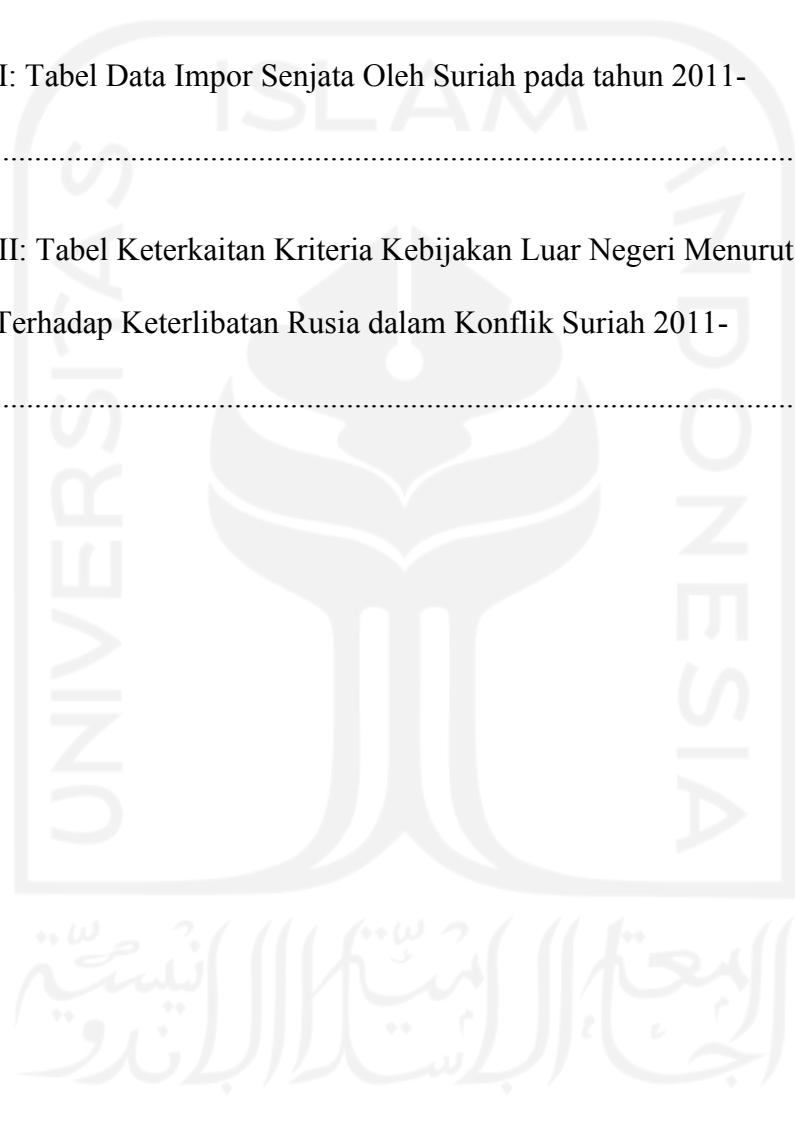 I: Tabel Data Impor Senjata Oleh Suriah pada tahun 2011-
................................................................................................
II: Tabel Keterkaitan Kriteria Kebijakan Luar Negeri Menurut
Terhadap Keterlibatan Rusia dalam Konflik Suriah 2011-
................................................................................................
ISLAM
UNIVERSITAS
INDONESIA